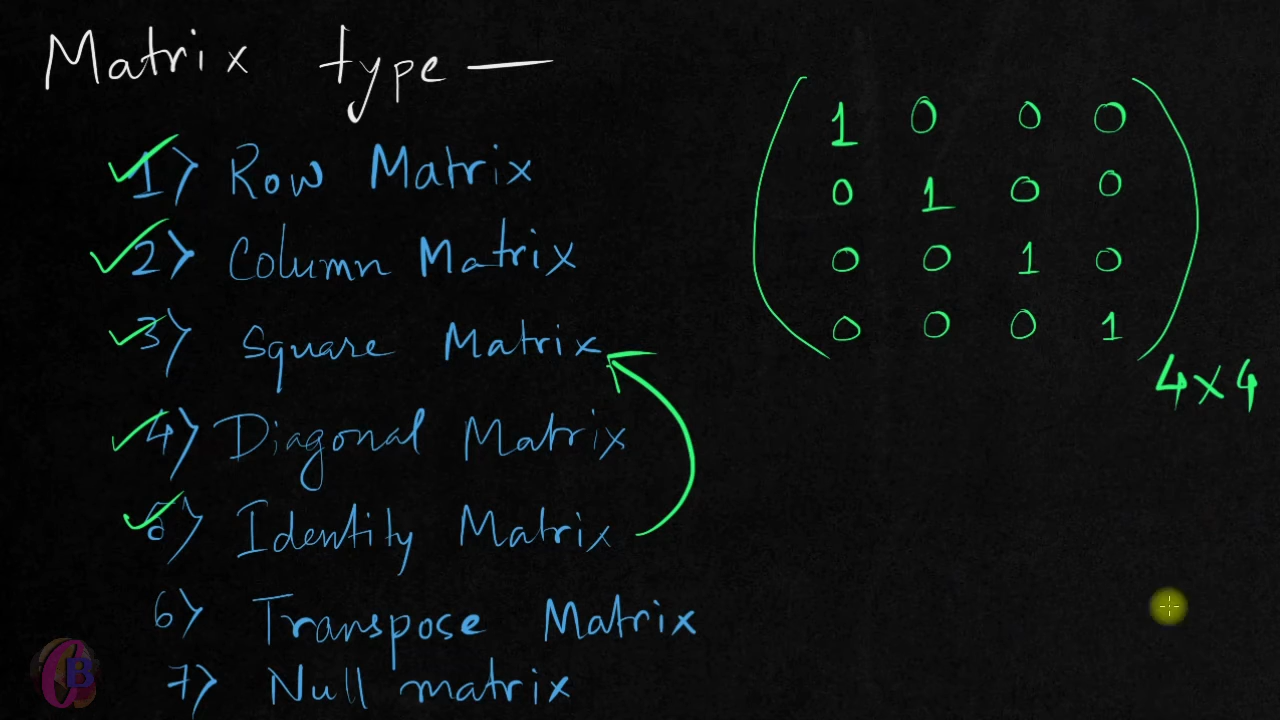 Matrix type —
1) Row Matrix
2) Column Matrix
3) Square Matrix
4) Diagonal Matrix
5) Identity Matrix
6) Transpose Matrix
7) Null matrix
1 0 0 0
0 1 0 0
0 0 1 0
0 0 0 1
4×4
B